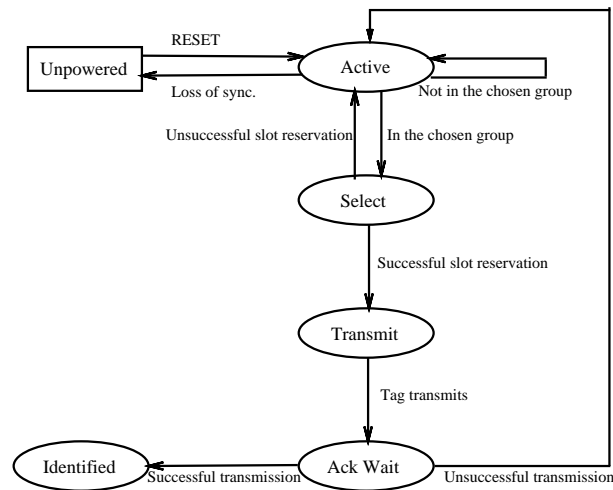 RESET
Unpowered
Active
Loss of sync.
Not in the chosen group
Unsuccessful slot reservation
In the chosen group
Select
Successful slot reservation
Transmit
Tag transmits
Identified
Successful transmission
Ack Wait
Unsuccessful transmission